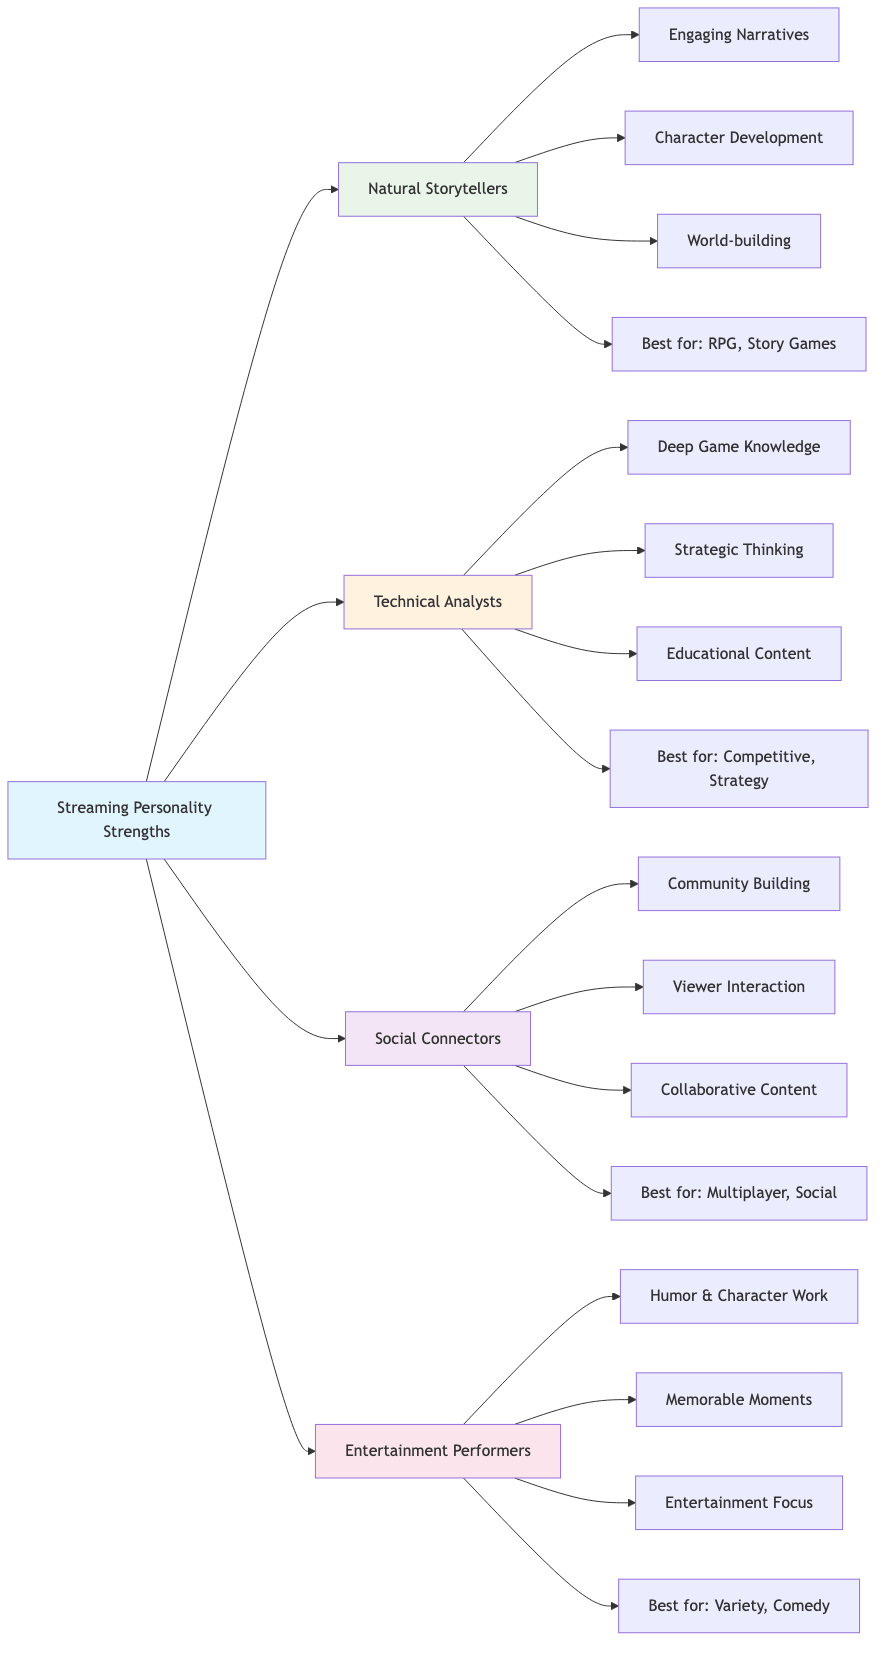 Engaging Narratives
Character Development
Natural Storytellers
World-building
Best for: RPG, Story Games
Deep Game Knowledge
Strategic Thinking
Technical Analysts
Educational Content
Best for: Competitive,
Strategy
Streaming Personality
Strengths
Community Building
Viewer Interaction
Social Connectors
Collaborative Content
Best for: Multiplayer, Social
Humor & Character Work
Memorable Moments
Entertainment Performers
Entertainment Focus
Best for: Variety, Comedy